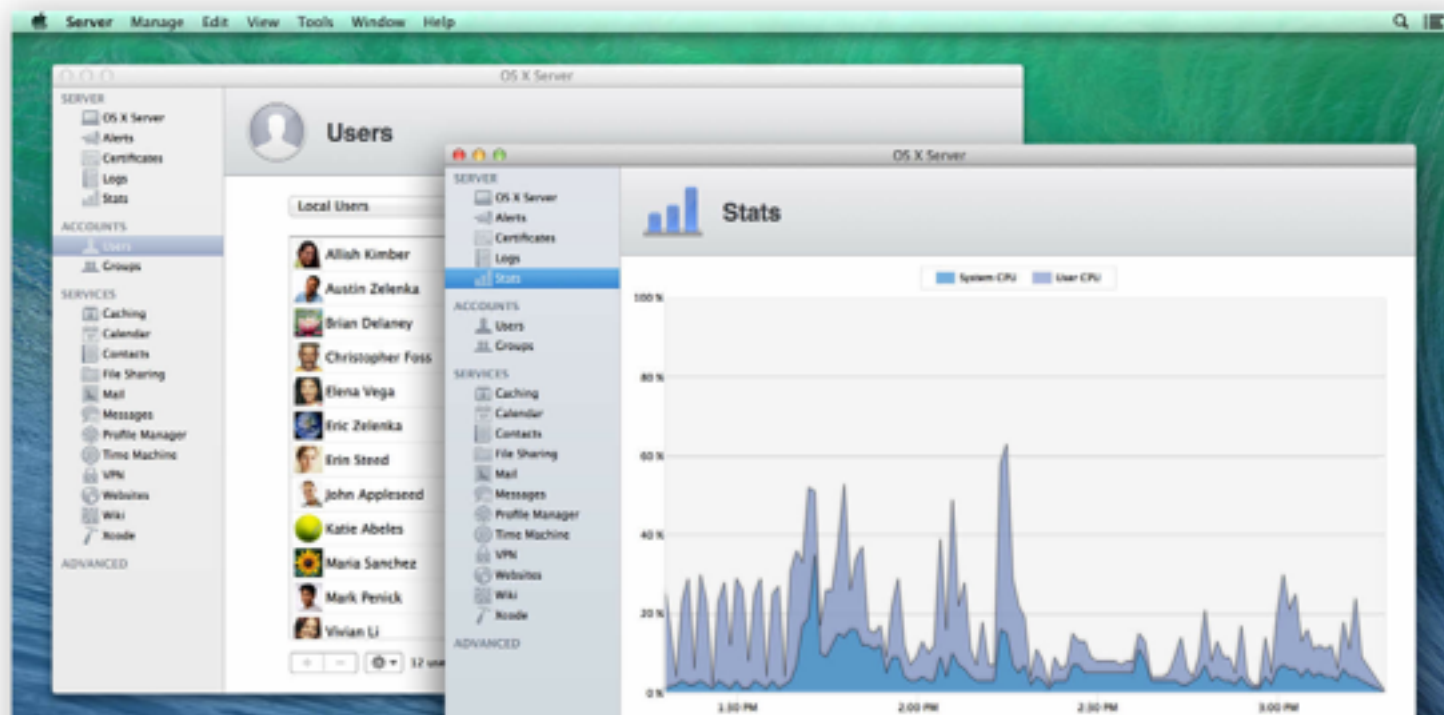 Server Manage Edit View Tools Window Help
OS X Server
SERVER
OS X Server
Alerts
Certificates
Logs
Stats
ACCOUNTS
Users
Groups
SERVICES
Caching
Calendar
Contacts
File Sharing
Mail
Messages
Profile Manager
Time Machine
VPN
Websites
Wiki
Xcode
ADVANCED
Users
Local Users
Allish Kimber
Austin Zelenka
Brian Delaney
Christopher Foss
Elena Vega
Eric Zelenka
Erin Steed
John Appleseed
Katie Abeles
Maria Sanchez
Mark Penick
Vivian Li
12 use
OS X Server
SERVER
OS X Server
Alerts
Certificates
Logs
Stats
ACCOUNTS
Users
Groups
SERVICES
Caching
Calendar
Contacts
File Sharing
Mail
Messages
Profile Manager
Time Machine
VPN
Websites
Wiki
Xcode
ADVANCED
Stats
System CPU User CPU
100 %
80 %
60 %
40 %
20 %
0 %
1:30 PM 2:00 PM 2:30 PM 3:00 PM